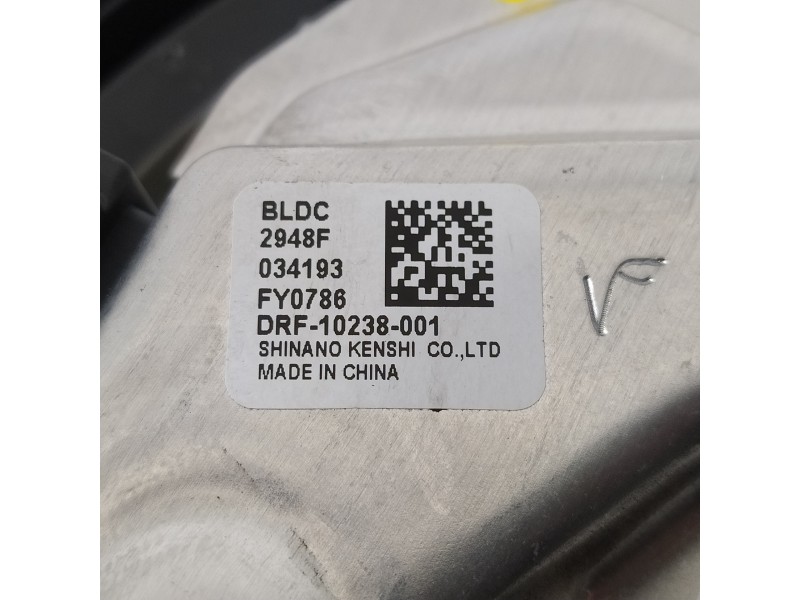 BLDC
2948F
034193
FY0786
DRF-10238-001
SHINANO KENSHI CO.,LTD
MADE IN CHINA